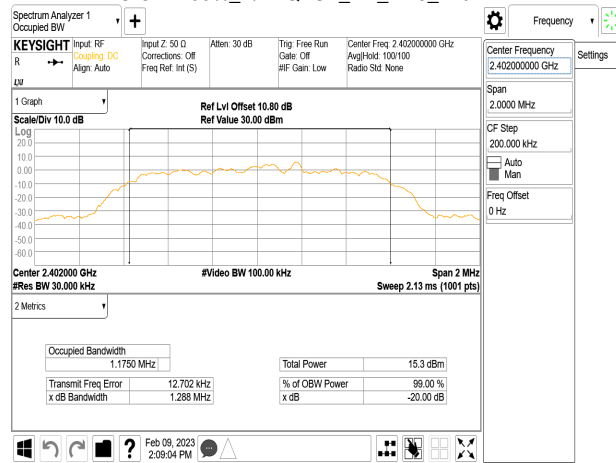 Spectrum Analyzer 1
Occupied BW
Frequency
KEYSIGHT
R
Input: RF
Coupling: DC
Align: Auto
Input Z: 50 Ω
Corrections: Off
Freq Ref: Int (S)
Atten: 30 dB
Trig: Free Run
Gate: Off
#IF Gain: Low
Center Freq: 2.402000000 GHz
Avg|Hold: 100/100
Radio Std: None
Center Frequency
2.402000000 GHz
Settings
Span
2.0000 MHz
CF Step
200.000 kHz
Auto
Man
Freq Offset
0 Hz
1 Graph
Scale/Div 10.0 dB
Ref Lvl Offset 10.80 dB
Ref Value 30.00 dBm
Log
20.0
10.0
0.00
-10.0
-20.0
-30.0
-40.0
-50.0
-60.0
Center 2.402000 GHz
#Res BW 30.000 kHz
#Video BW 100.00 kHz
Span 2 MHz
Sweep 2.13 ms (1001 pts)
2 Metrics
Occupied Bandwidth
1.1750 MHz
Total Power 15.3 dBm
Transmit Freq Error 12.702 kHz
% of OBW Power 99.00 %
x dB Bandwidth 1.288 MHz
x dB -20.00 dB
?
Feb 09, 2023
2:09:04 PM